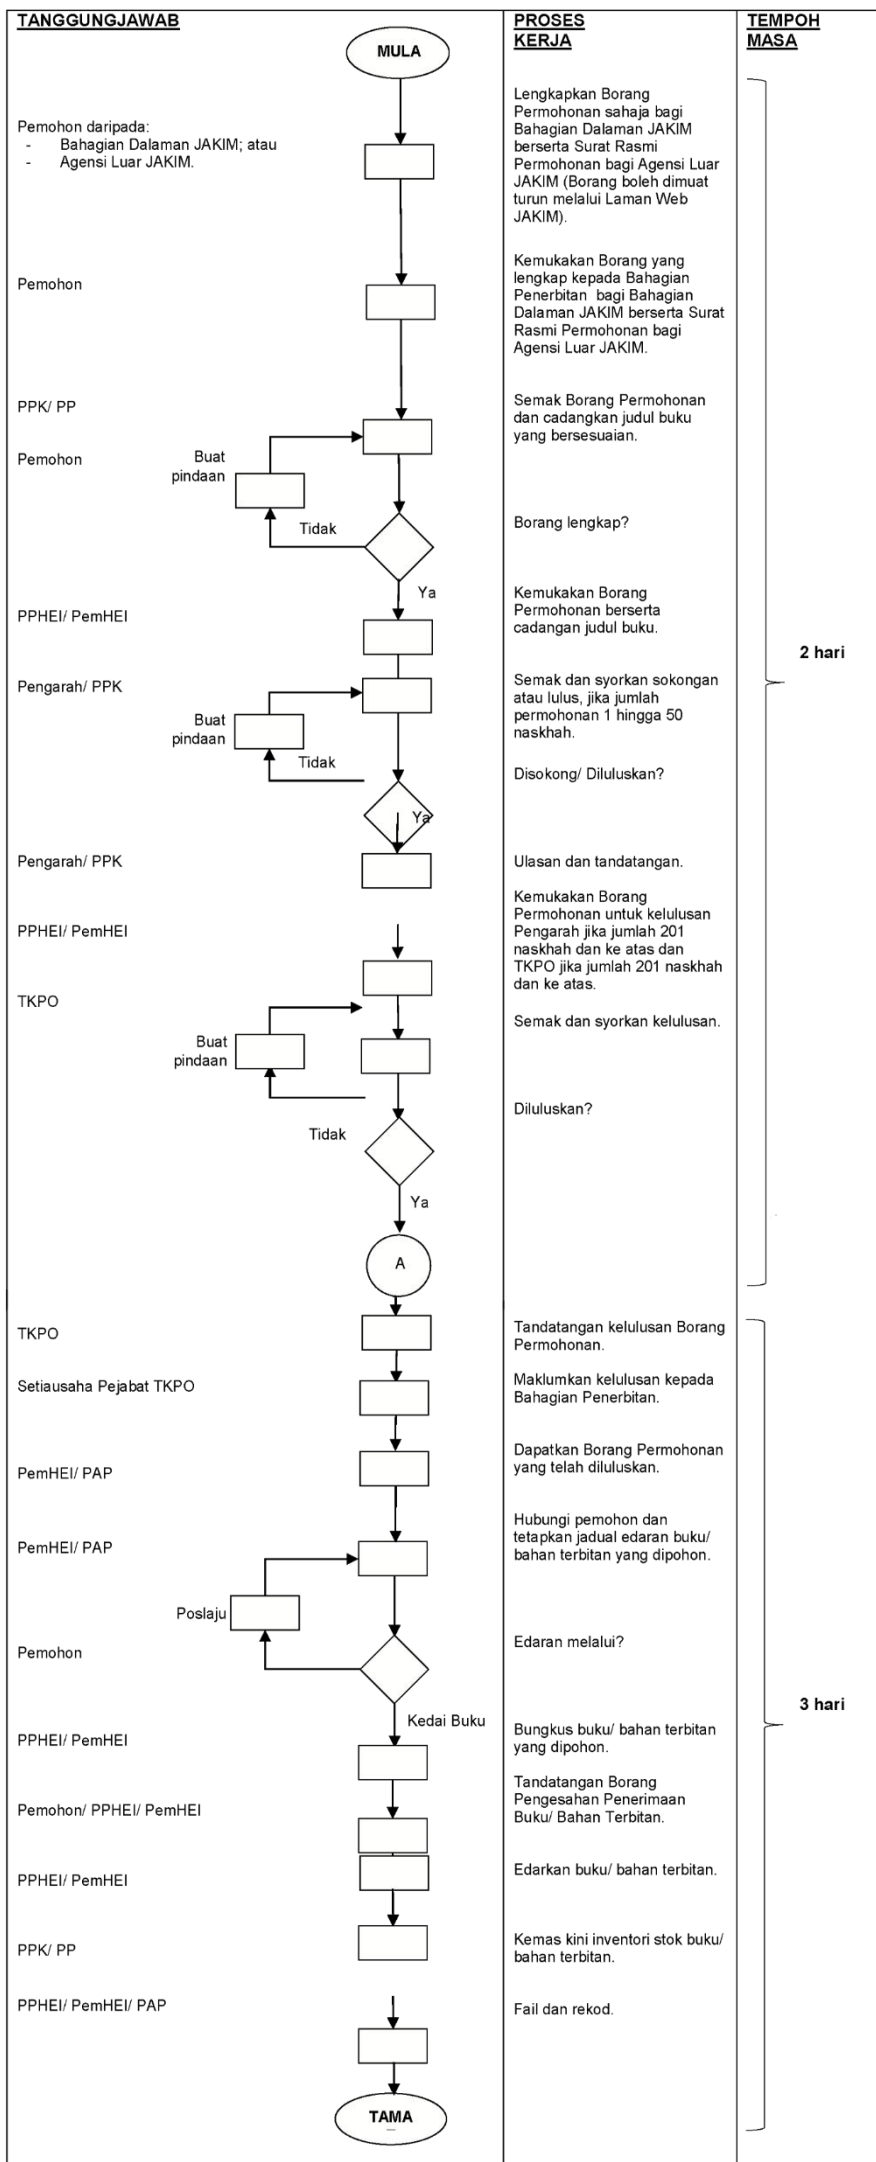 TANGGUNGJAWAB
PROSES
KERJA
TEMPOH
MASA
MULA
Pemohon daripada:
- Bahagian Dalaman JAKIM; atau
- Agensi Luar JAKIM.
Lengkapkan Borang
Permohonan sahaja bagi
Bahagian Dalaman JAKIM
berserta Surat Rasmi
Permohonan bagi Agensi Luar
JAKIM (Borang boleh dimuat
turun melalui Laman Web
JAKIM).
Pemohon
Kemukakan Borang yang
lengkap kepada Bahagian
Penerbitan bagi Bahagian
Dalaman JAKIM berserta Surat
Rasmi Permohonan bagi
Agensi Luar JAKIM.
PPK/ PP
Semak Borang Permohonan
dan cadangkan judul buku
yang bersesuaian.
Pemohon
Buat
pindaan
Tidak
Borang lengkap?
Ya
PPHEI/ PemHEI
Kemukakan Borang
Permohonan berserta
cadangan judul buku.
2 hari
Pengarah/ PPK
Semak dan syorkan sokongan
atau lulus, jika jumlah
permohonan 1 hingga 50
naskhah.
Buat
pindaan
Tidak
Disokong/ Diluluskan?
Ya
Pengarah/ PPK
Ulasan dan tandatangan.
PPHEI/ PemHEI
Kemukakan Borang
Permohonan untuk kelulusan
Pengarah jika jumlah 201
naskhah dan ke atas dan
TKPO jika jumlah 201 naskhah
dan ke atas.
TKPO
Semak dan syorkan kelulusan.
Buat
pindaan
Tidak
Diluluskan?
Ya
A
TKPO
Tandatangan kelulusan Borang
Permohonan.
Setiausaha Pejabat TKPO
Maklumkan kelulusan kepada
Bahagian Penerbitan.
PemHEI/ PAP
Dapatkan Borang Permohonan
yang telah diluluskan.
PemHEI/ PAP
Hubungi pemohon dan
tetapkan jadual edaran buku/
bahan terbitan yang dipohon.
Poslaju
Pemohon
Edaran melalui?
3 hari
Kedai Buku
PPHEI/ PemHEI
Bungkus buku/ bahan terbitan
yang dipohon.
Pemohon/ PPHEI/ PemHEI
Tandatangan Borang
Pengesahan Penerimaan
Buku/ Bahan Terbitan.
PPHEI/ PemHEI
Edarkan buku/ bahan terbitan.
PPK/ PP
Kemas kini inventori stok buku/
bahan terbitan.
PPHEI/ PemHEI/ PAP
Fail dan rekod.
TAMA